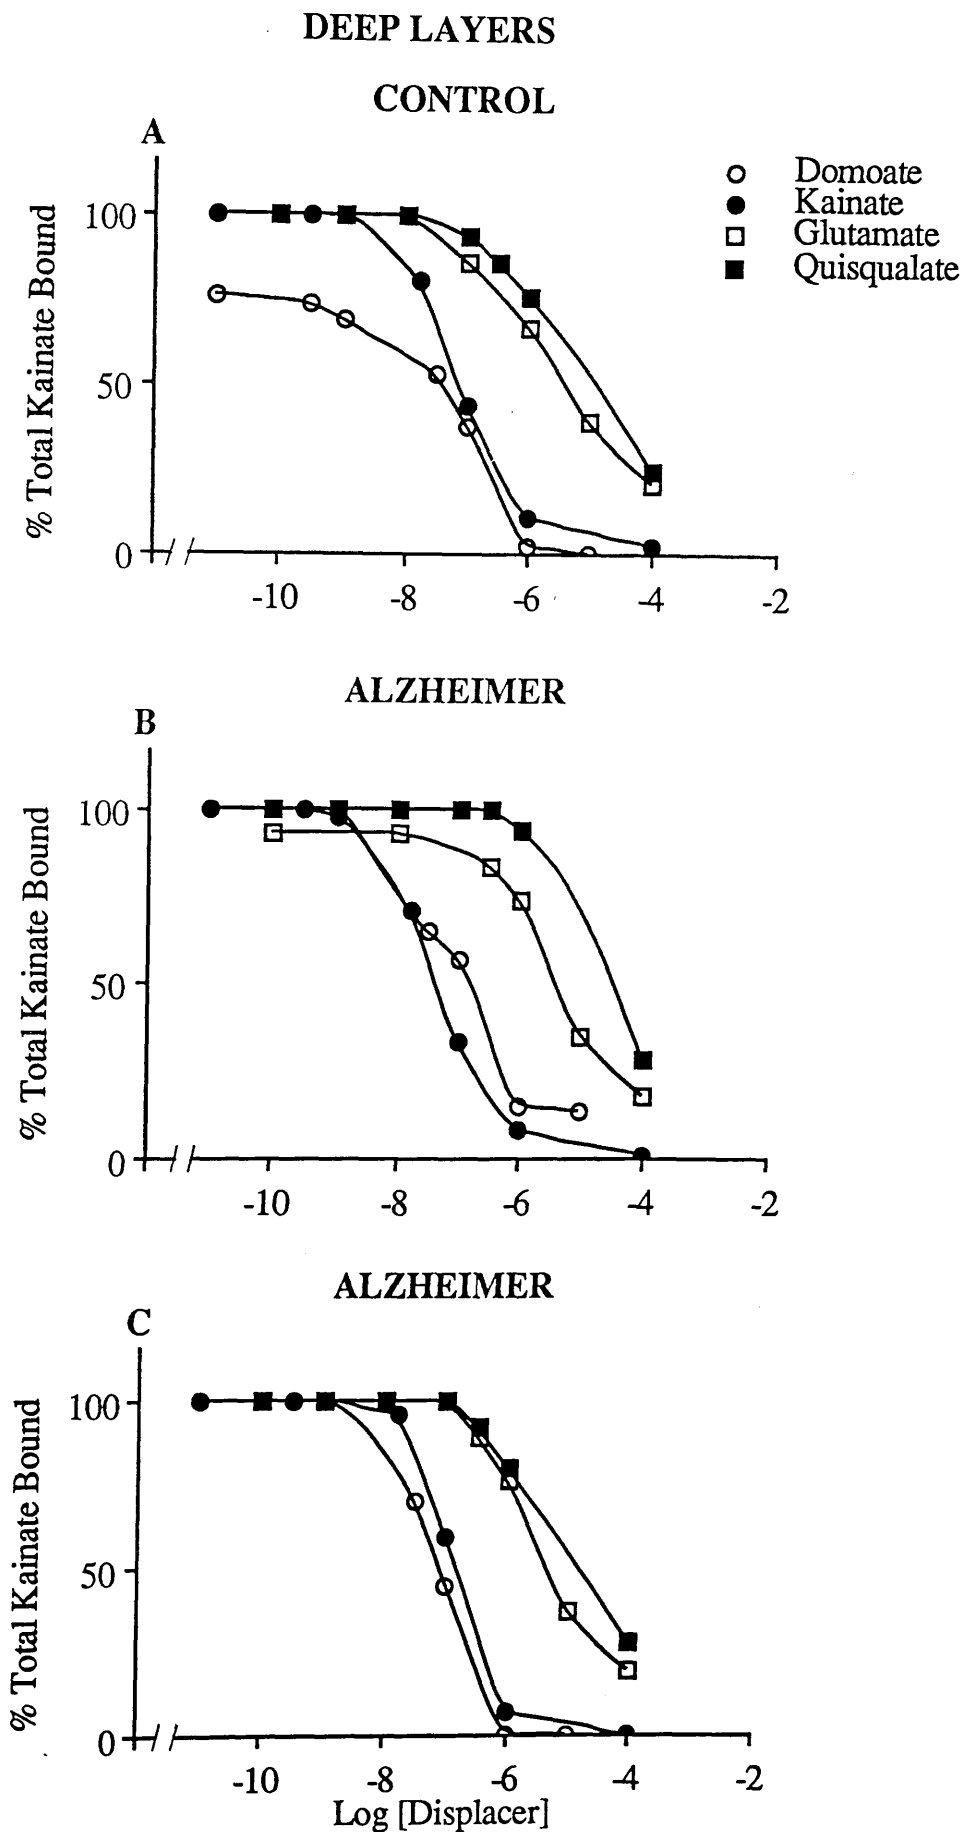 DEEP LAYERS
CONTROL
A
Domoate
Kainate
Glutamate
Quisqualate
% Total Kainate Bound
100
50
0
-10 -8 -6 -4 -2
ALZHEIMER
B
% Total Kainate Bound
100
50
0
-10 -8 -6 -4 -2
ALZHEIMER
C
% Total Kainate Bound
100
50
0
-10 -8 -6 -4 -2
Log [Displacer]